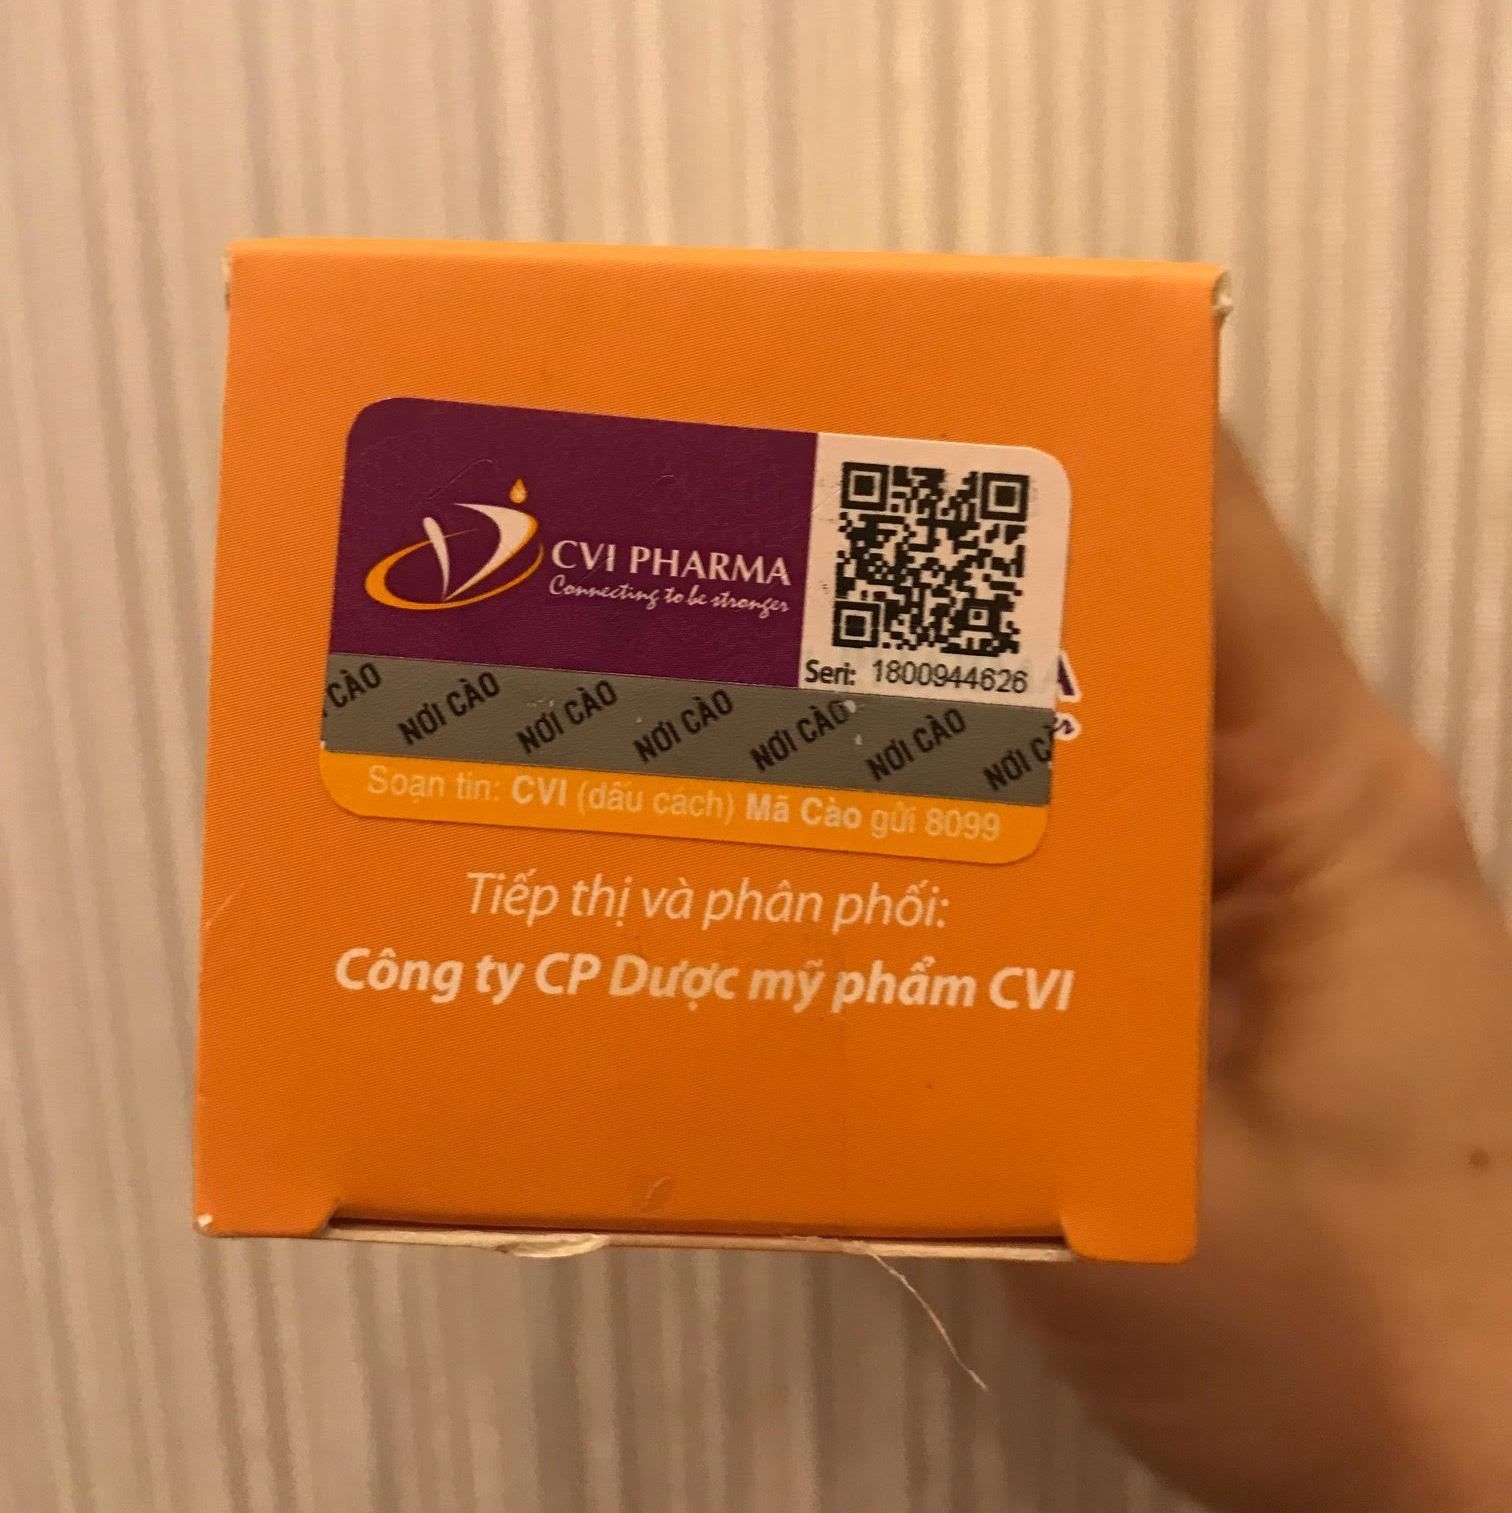 CVI PHARMA
Connecting to be stronger
Seri: 1800944626
CÀO NƠI CÀO NƠI CÀO NƠI CÀO NƠI CÀO NƠI CÀO NƠI
Soạn tin: CVI (dấu cách) Mã Cào gửi 8099
Tiếp thị và phân phối:
Công ty CP Dược mỹ phẩm CVI